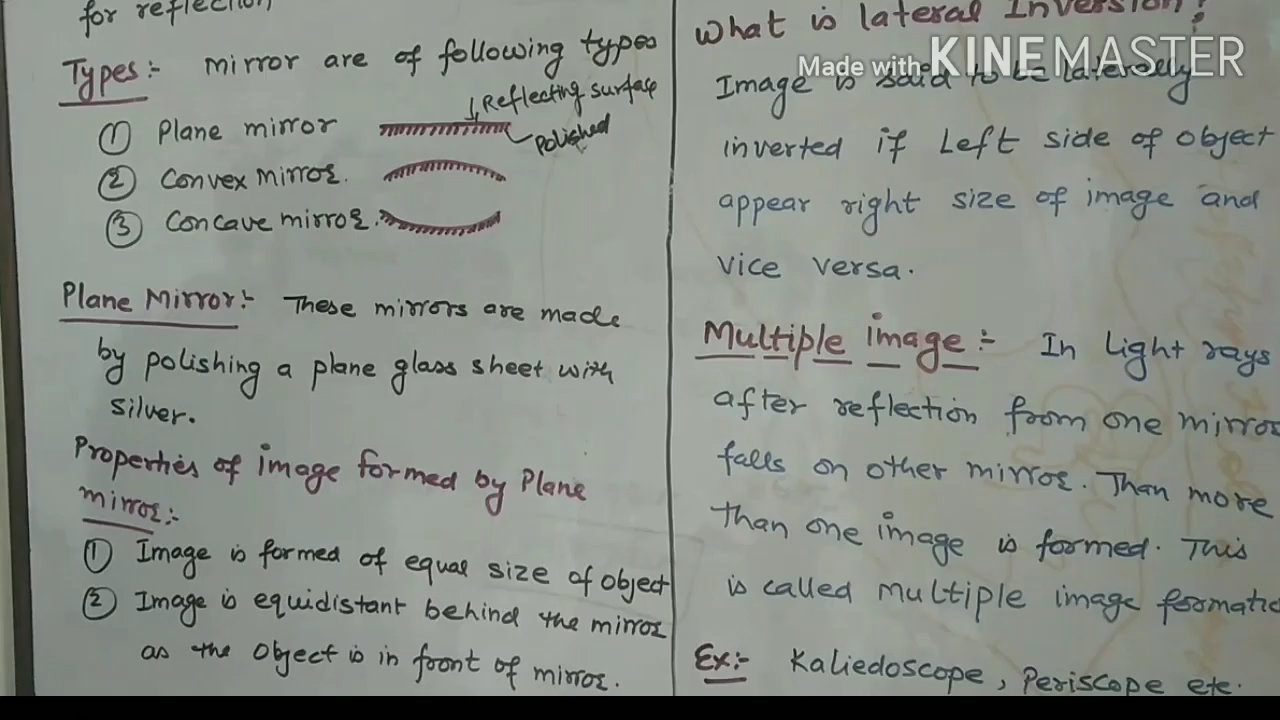 for reflection
Types:- Mirror are of following types
① Plane mirror
Reflecting surface
Polished
② Convex mirror.
③ Concave mirror.
Plane Mirror:- These mirrors are made
by polishing a plane glass sheet with
silver.
Properties of image formed by Plane
mirror:-
① Image is formed of equal size of object
② Image is equidistant behind the mirror
as the object is in front of mirror.
What is lateral Inversion?
Made with KINEMASTER
Image is said to be laterally
inverted if Left side of object
appear right size of image and
vice versa.
Multiple image:- In light rays
after reflection from one mirror
falls on other mirror. Than more
than one image is formed. This
is called multiple image formatio
Ex:- Kaliedoscope, Periscope etc.